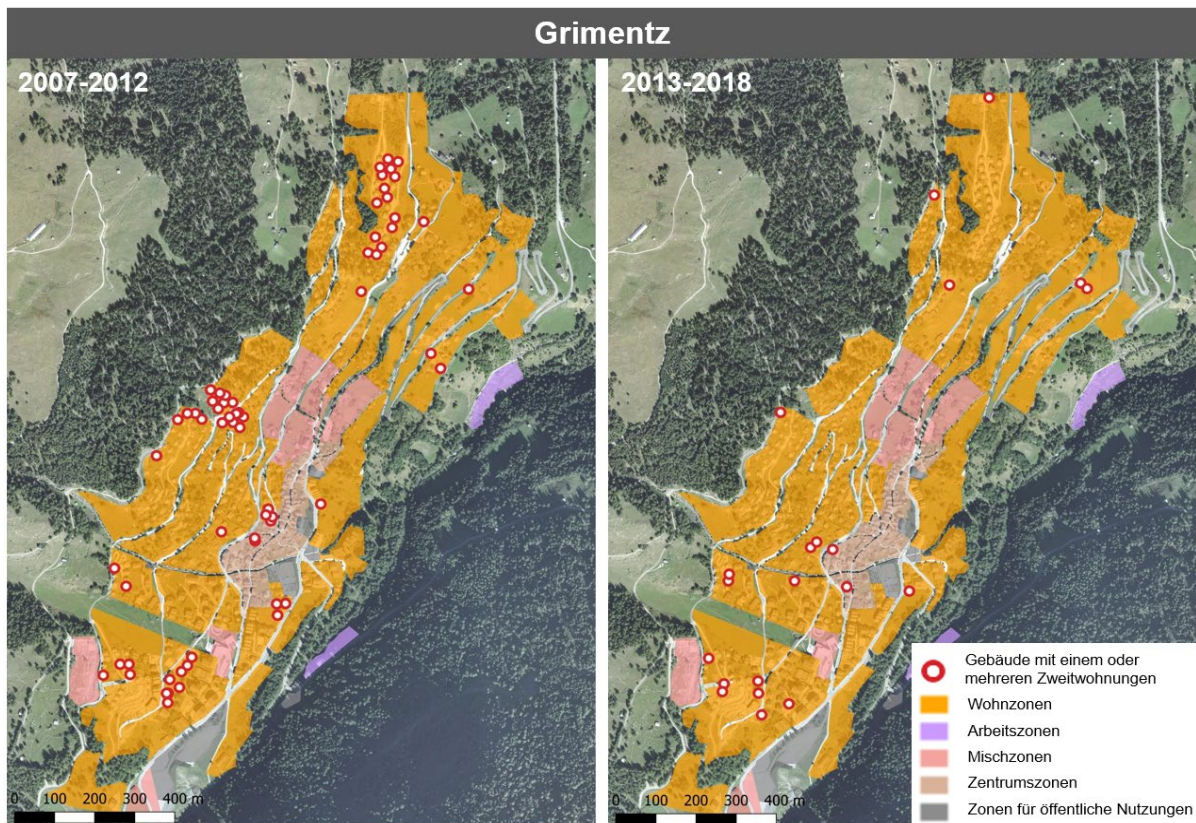 Grimentz
2007-2012
2013-2018
0 100 200 300 400 m
0 100 200 300 400 m
Gebäude mit einem oder
mehreren Zweitwohnungen
Wohnzonen
Arbeitszonen
Mischzonen
Zentrumszonen
Zonen für öffentliche Nutzungen